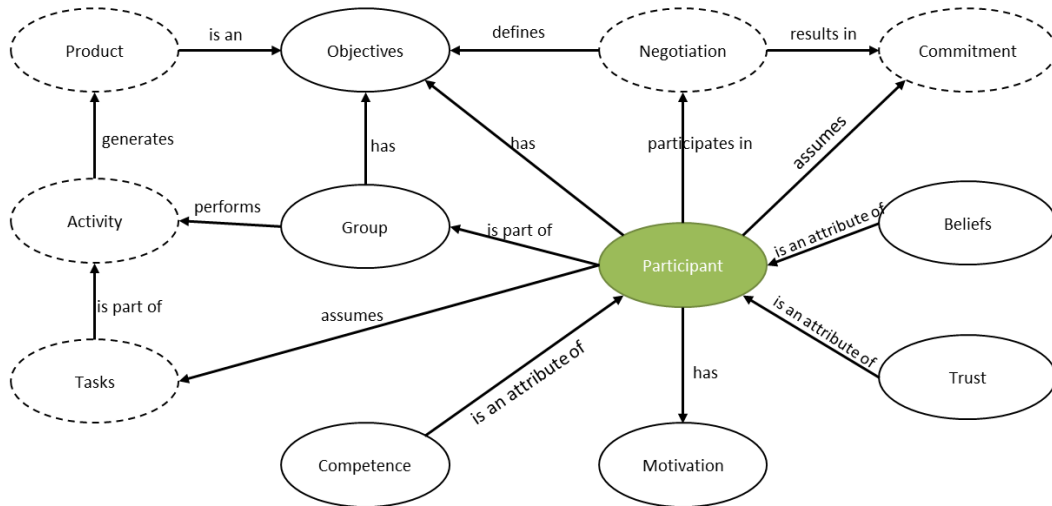 Product
is an
Objectives
defines
Negotiation
results in
Commitment
generates
has
has
participates in
assumes
Activity
performs
Group
is part of
Participant
is an attribute of
Beliefs
is part of
assumes
is an attribute of
Tasks
Trust
is an attribute of
has
Competence
Motivation